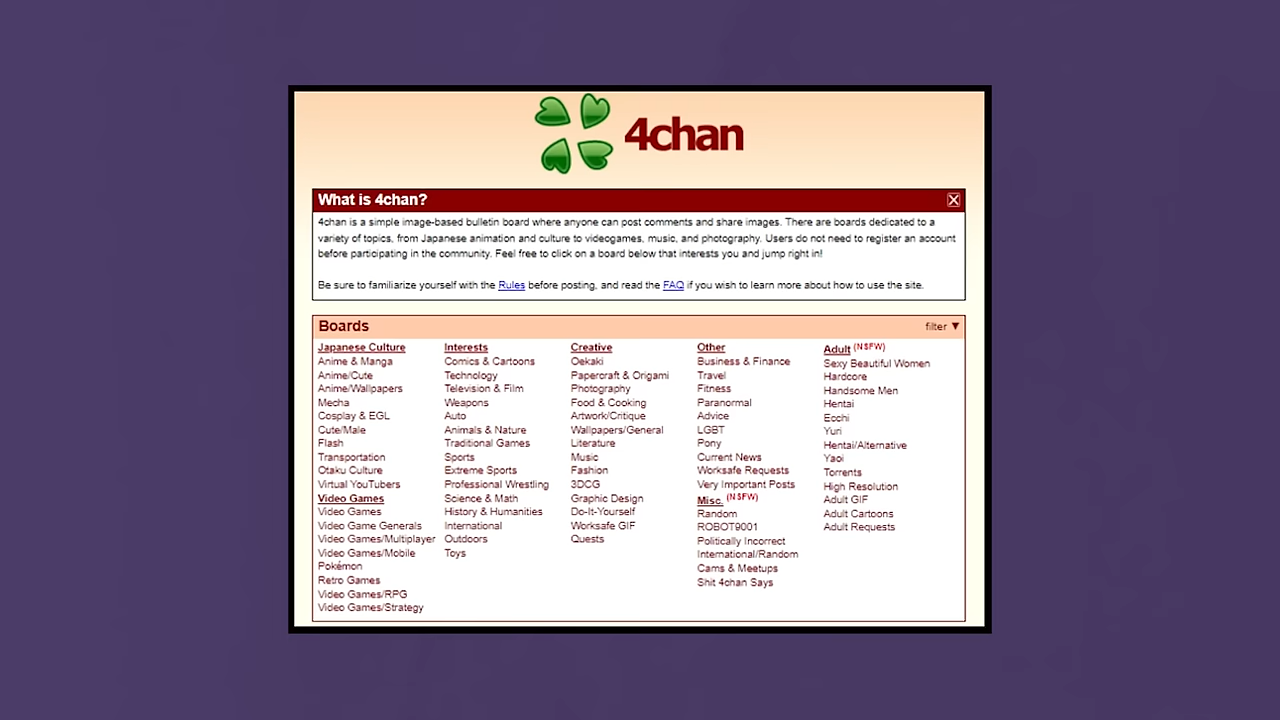 4chan
What is 4chan?
4chan is a simple image-based bulletin board where anyone can post comments and share images. There are boards dedicated to a
variety of topics, from Japanese animation and culture to videogames, music, and photography. Users do not need to register an account
before participating in the community. Feel free to click on a board below that interests you and jump right in!
Be sure to familiarize yourself with the Rules before posting, and read the FAQ if you wish to learn more about how to use the site.
Boards
filter ▼
Japanese Culture
Anime & Manga
Anime/Cute
Anime/Wallpapers
Mecha
Cosplay & EGL
Cute/Male
Flash
Transportation
Otaku Culture
Virtual YouTubers
Video Games
Video Games
Video Game Generals
Video Games/Multiplayer
Video Games/Mobile
Pokémon
Retro Games
Video Games/RPG
Video Games/Strategy
Interests
Comics & Cartoons
Technology
Television & Film
Weapons
Auto
Animals & Nature
Traditional Games
Sports
Extreme Sports
Professional Wrestling
Science & Math
History & Humanities
International
Outdoors
Toys
Creative
Oekaki
Papercraft & Origami
Photography
Food & Cooking
Artwork/Critique
Wallpapers/General
Literature
Music
Fashion
3DCG
Graphic Design
Do-It-Yourself
Worksafe GIF
Quests
Other
Business & Finance
Travel
Fitness
Paranormal
Advice
LGBT
Pony
Current News
Worksafe Requests
Very Important Posts
Misc. (NSFW)
Random
ROBOT9001
Politically Incorrect
International/Random
Cams & Meetups
Shit 4chan Says
Adult (NSFW)
Sexy Beautiful Women
Hardcore
Handsome Men
Hentai
Ecchi
Yuri
Hentai/Alternative
Yaoi
Torrents
High Resolution
Adult GIF
Adult Cartoons
Adult Requests